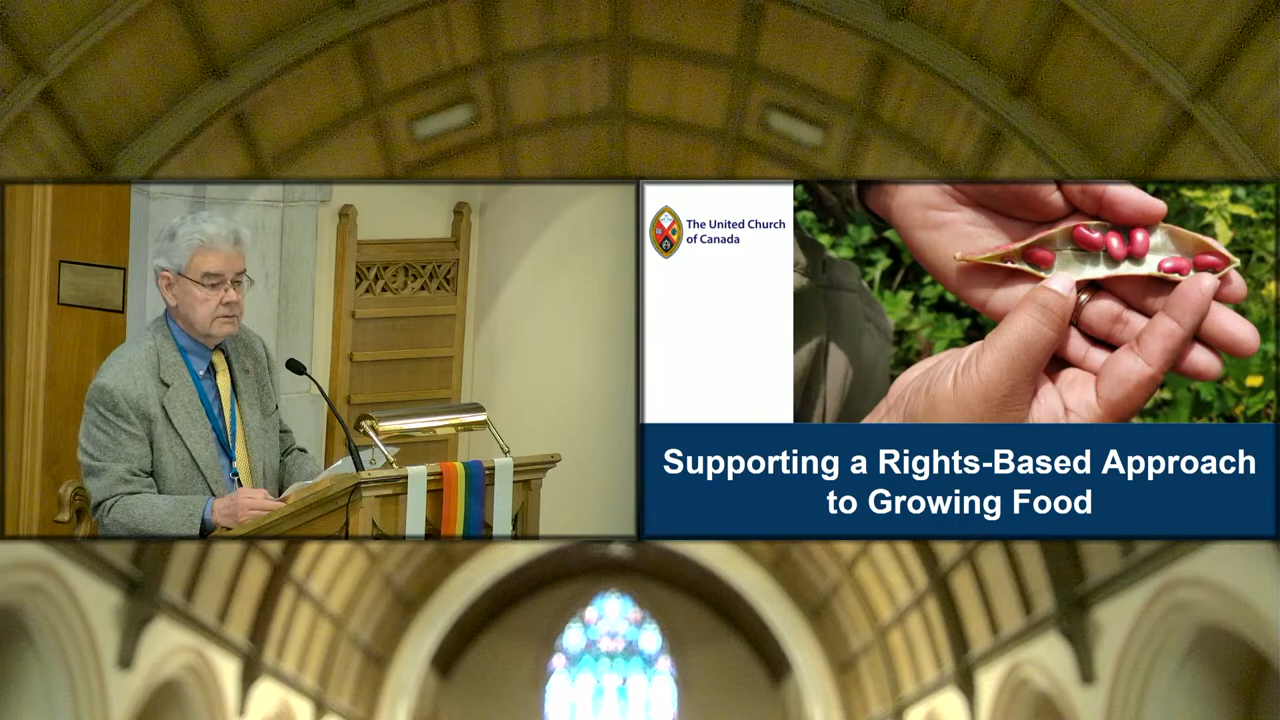 The United Church
of Canada
Supporting a Rights-Based Approach
to Growing Food